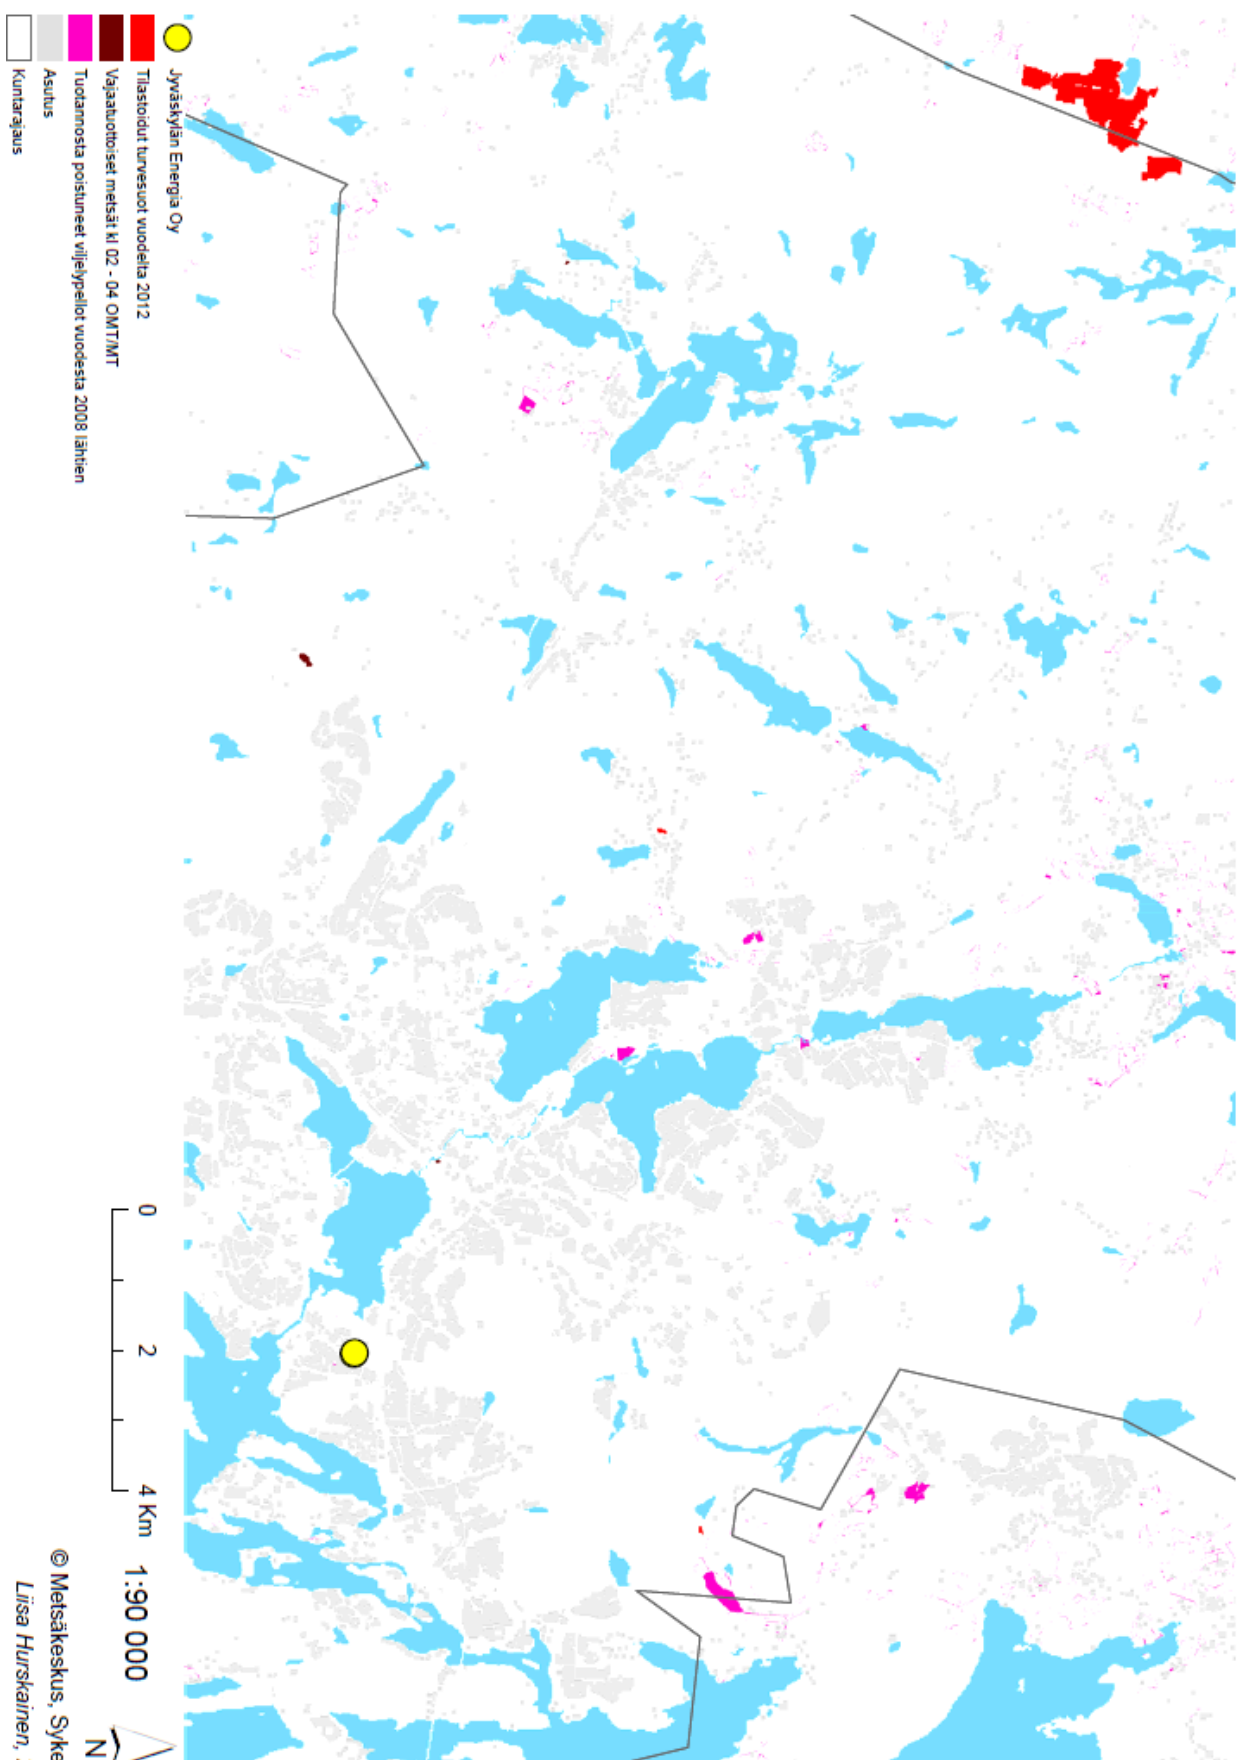 Jyväskylän Energia Oy
Tilastoidut turvesuot vuodelta 2012
Vajaatuottoiset metsät kl 02 - 04 OMT/MT
Tuotannosta poistuneet viljelypellot vuodesta 2008 lähtien
Asutus
Kuntarajaus
0 2 4 Km
1:90 000
© Metsäkeskus, Syke
Liisa Hurskainen,
N